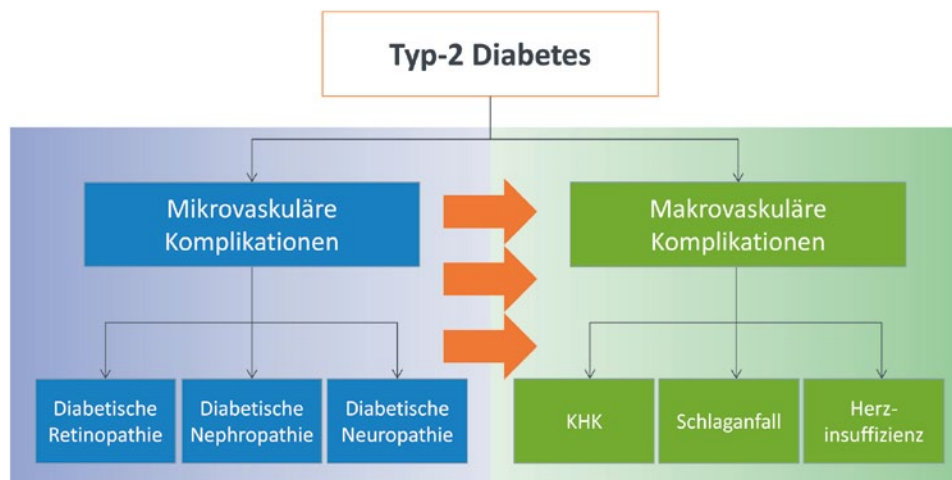 Typ-2 Diabetes
Mikrovaskuläre
Komplikationen
Makrovaskuläre
Komplikationen
Diabetische
Retinopathie
Diabetische
Nephropathie
Diabetische
Neuropathie
KHK
Schlaganfall
Herz-
insuffizienz